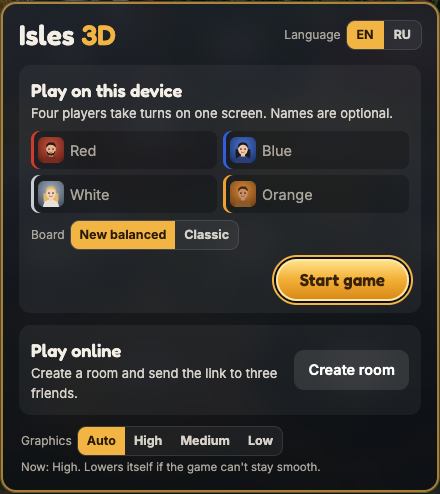 Isles 3D
Language EN RU
Play on this device
Four players take turns on one screen. Names are optional.
Red Blue
White Orange
Board New balanced Classic
Start game
Play online
Create a room and send the link to three
friends.
Create room
Graphics Auto High Medium Low
Now: High. Lowers itself if the game can't stay smooth.